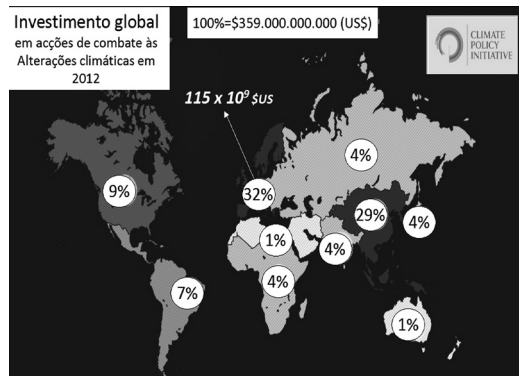 Investimento global
em acções de combate às
Alterações climáticas em
2012
100%=$359.000.000.000 (US$)
CLIMATE
POLICY
INITIATIVE
115 x 10⁹ $US
4%
9%
32%
29%
4%
1%
4%
4%
7%
1%